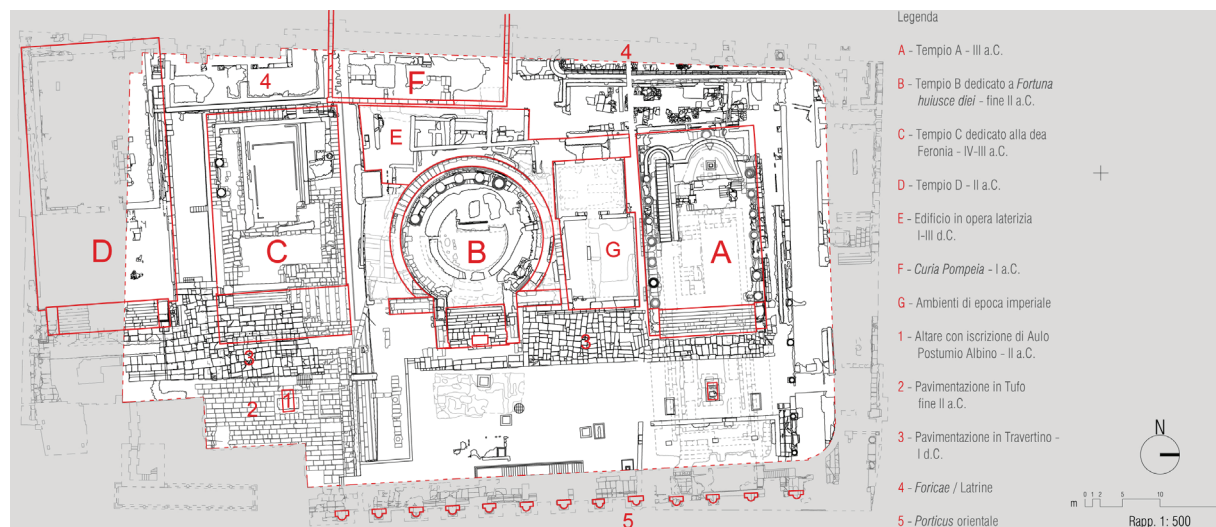 Legenda
A - Tempio A - III a.C.
B - Tempio B dedicato a Fortuna
huiusce diei - fine II a.C.
C - Tempio C dedicato alla dea
Feronia - IV-III a.C.
D - Tempio D - II a.C.
E - Edificio in opera laterizia
I-III d.C.
F - Curia Pompeia - I a.C.
G - Ambienti di epoca imperiale
1 - Altare con iscrizione di Aulo
Postumio Albino - II a.C.
2 - Pavimentazione in Tufo
fine II a.C.
3 - Pavimentazione in Travertino -
I d.C.
4 - Foricae / Latrine
5 - Porticus orientale
4
F
4
E
D
C
B
G
A
3
3
2
1
5
N
m
0 1 2 5 10
Rapp. 1: 500